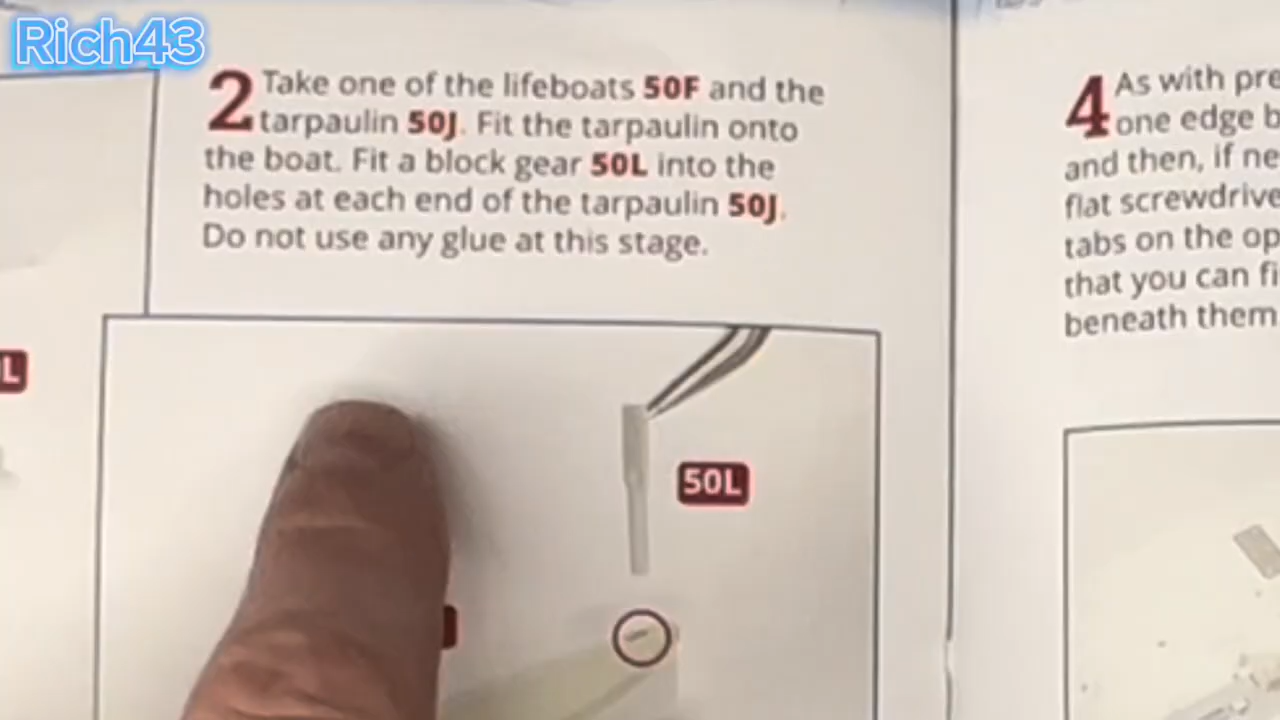 Rich43
2 Take one of the lifeboats 50F and the
tarpaulin 50J. Fit the tarpaulin onto
the boat. Fit a block gear 50L into the
holes at each end of the tarpaulin 50J.
Do not use any glue at this stage.
L
50L
4 As with pre
one edge b
and then, if ne
flat screwdrive
tabs on the op
that you can fi
beneath them